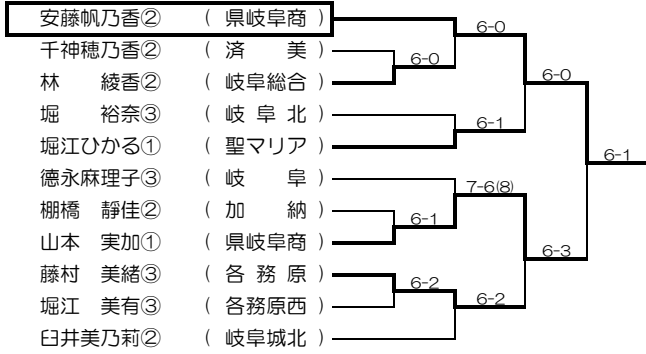 安藤帆乃香② ( 県岐阜商 )
千神穂乃香② ( 済 美 )
林 綾香② ( 岐阜総合 )
堀 裕奈③ ( 岐 阜 北 )
堀江ひかる① ( 聖マリア )
德永麻理子③ ( 岐 阜 )
棚橋 靜佳② ( 加 納 )
山本 実加① ( 県岐阜商 )
藤村 美緒③ ( 各 務 原 )
堀江 美有③ ( 各務原西 )
臼井美乃莉② ( 岐阜城北 )
6-0
6-0
6-0
6-1
6-1
7-6(8)
6-1
6-3
6-2
6-2